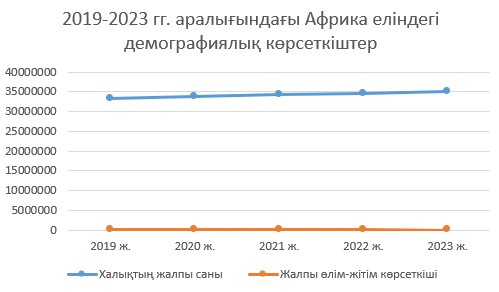 2019-2023 гг. аралығындағы Африка еліндегі
демографиялық көрсеткіштер
40000000
35000000
30000000
25000000
20000000
15000000
10000000
5000000
0
2019 ж. 2020 ж. 2021 ж. 2022 ж. 2023 ж.
Халықтың жалпы саны Жалпы өлім-жітім көрсеткіші